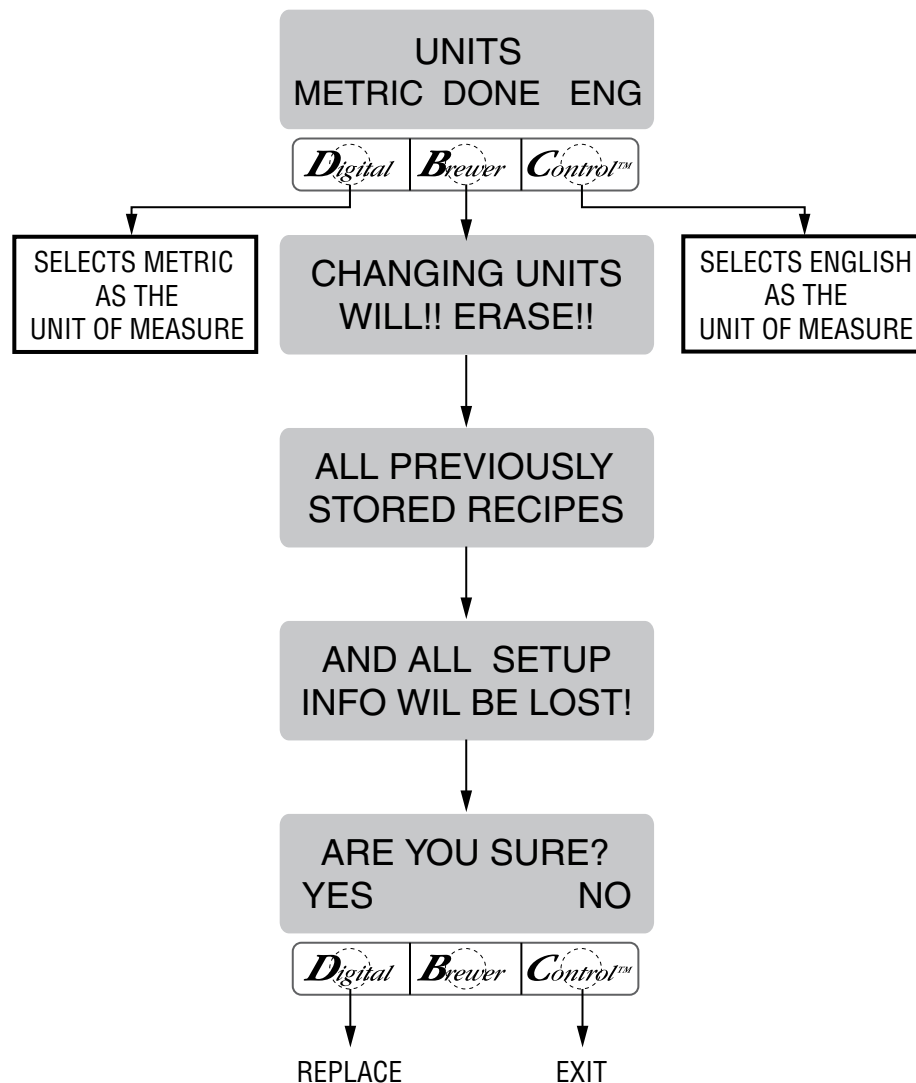 UNITS
METRIC DONE ENG
Digital Brewer Control™
SELECTS METRIC
AS THE
UNIT OF MEASURE
CHANGING UNITS
WILL!! ERASE!!
SELECTS ENGLISH
AS THE
UNIT OF MEASURE
ALL PREVIOUSLY
STORED RECIPES
AND ALL SETUP
INFO WIL BE LOST!
ARE YOU SURE?
YES NO
Digital Brewer Control™
REPLACE EXIT